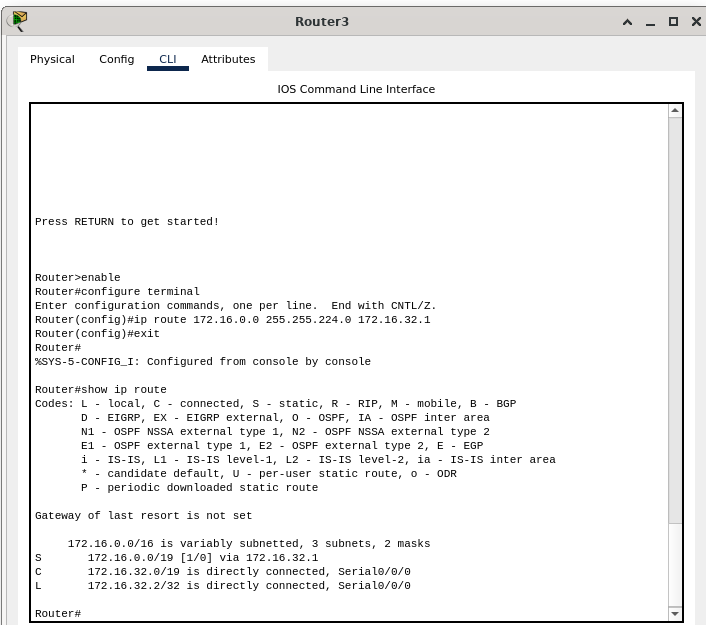 Router3
Physical Config CLI Attributes
IOS Command Line Interface
Press RETURN to get started!
Router>enable
Router#configure terminal
Enter configuration commands, one per line.  End with CNTL/Z.
Router(config)#ip route 172.16.0.0 255.255.224.0 172.16.32.1
Router(config)#exit
Router#
%SYS-5-CONFIG_I: Configured from console by console
Router#show ip route
Codes: L - local, C - connected, S - static, R - RIP, M - mobile, B - BGP
       D - EIGRP, EX - EIGRP external, O - OSPF, IA - OSPF inter area
       N1 - OSPF NSSA external type 1, N2 - OSPF NSSA external type 2
       E1 - OSPF external type 1, E2 - OSPF external type 2, E - EGP
       i - IS-IS, L1 - IS-IS level-1, L2 - IS-IS level-2, ia - IS-IS inter area
       * - candidate default, U - per-user static route, o - ODR
       P - periodic downloaded static route
Gateway of last resort is not set
     172.16.0.0/16 is variably subnetted, 3 subnets, 2 masks
S       172.16.0.0/19 [1/0] via 172.16.32.1
C       172.16.32.0/19 is directly connected, Serial0/0/0
L       172.16.32.2/32 is directly connected, Serial0/0/0
Router#